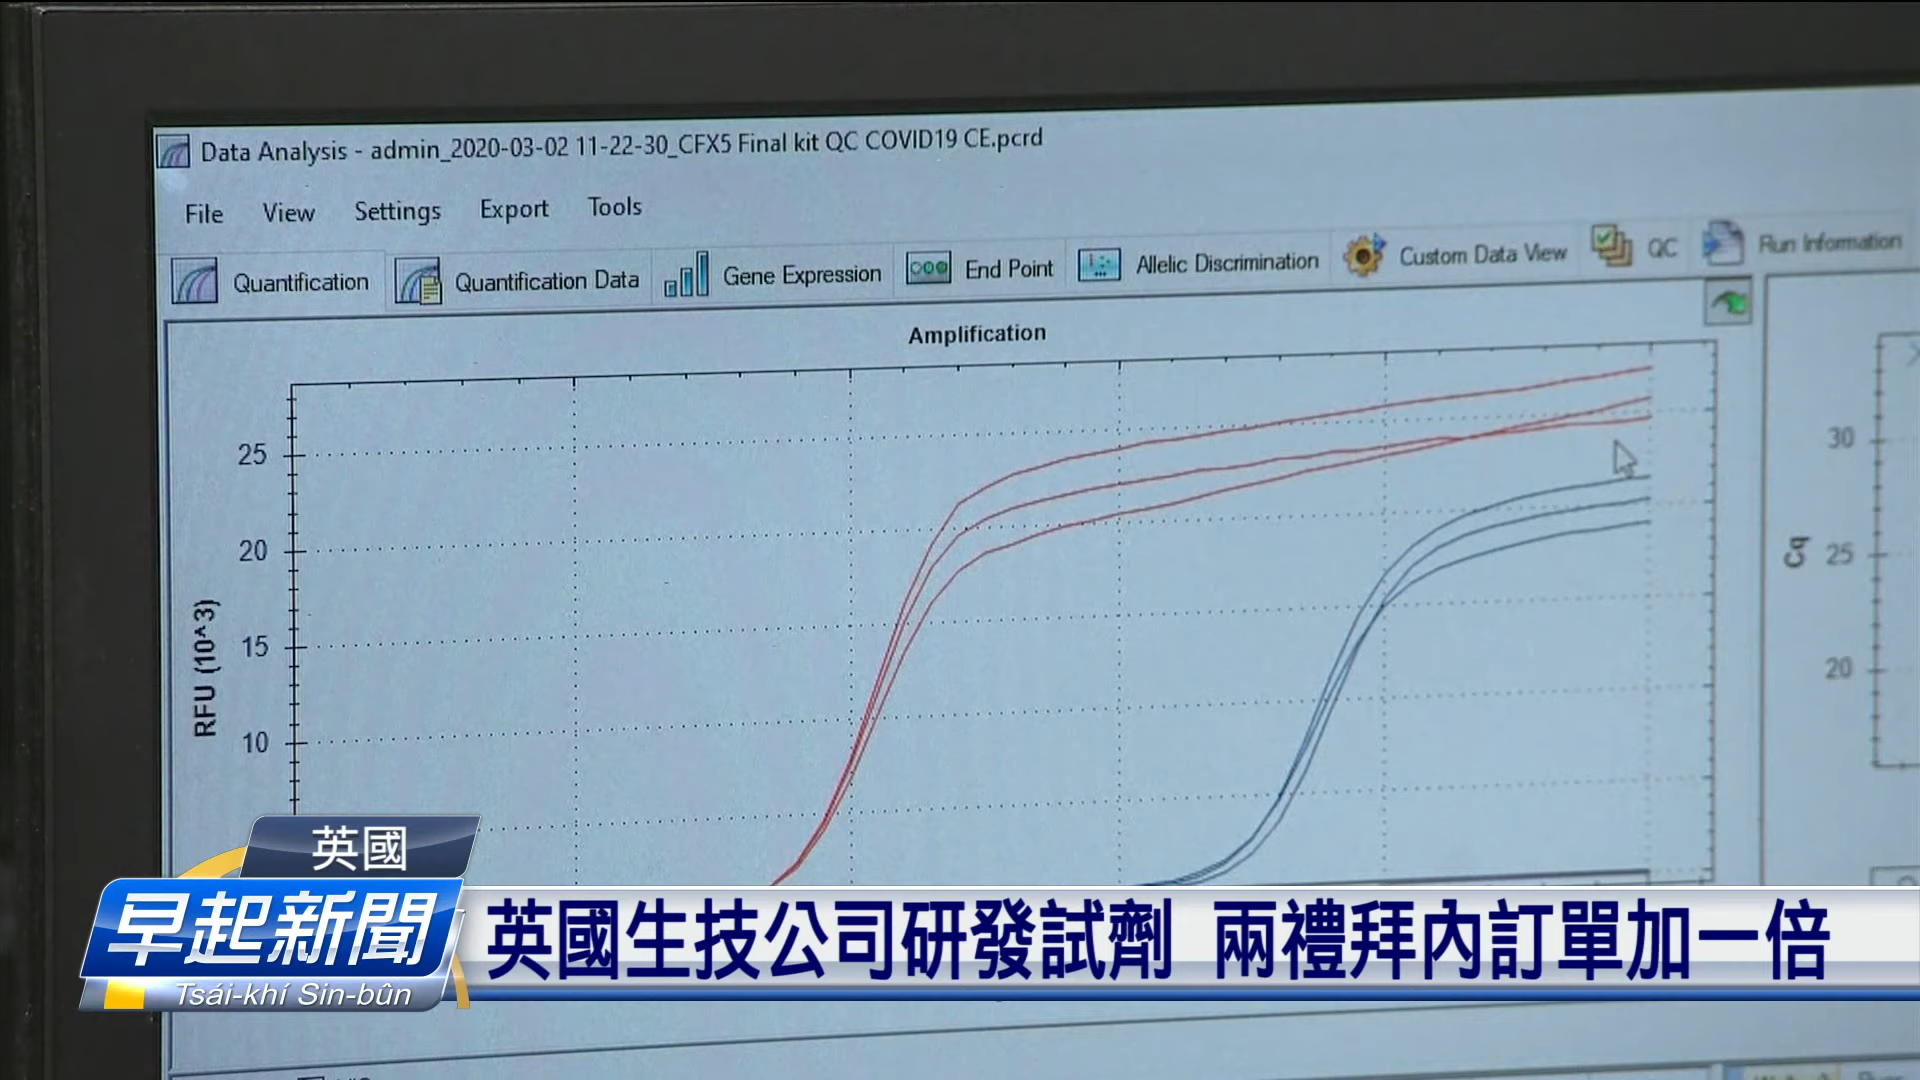 Data Analysis - admin_2020-03-02 11-22-30_CFX5 Final kit QC COVID19 CE.pcrd
File View Settings Export Tools
Quantification Quantification Data Gene Expression End Point Allelic Discrimination Custom Data View QC Run Information
Amplification
25
20
15
10
RFU (10^3)
30
25
20
Cq
英國
早起新聞
Tsái-khí Sin-bûn
英國生技公司研發試劑 兩禮拜內訂單加一倍